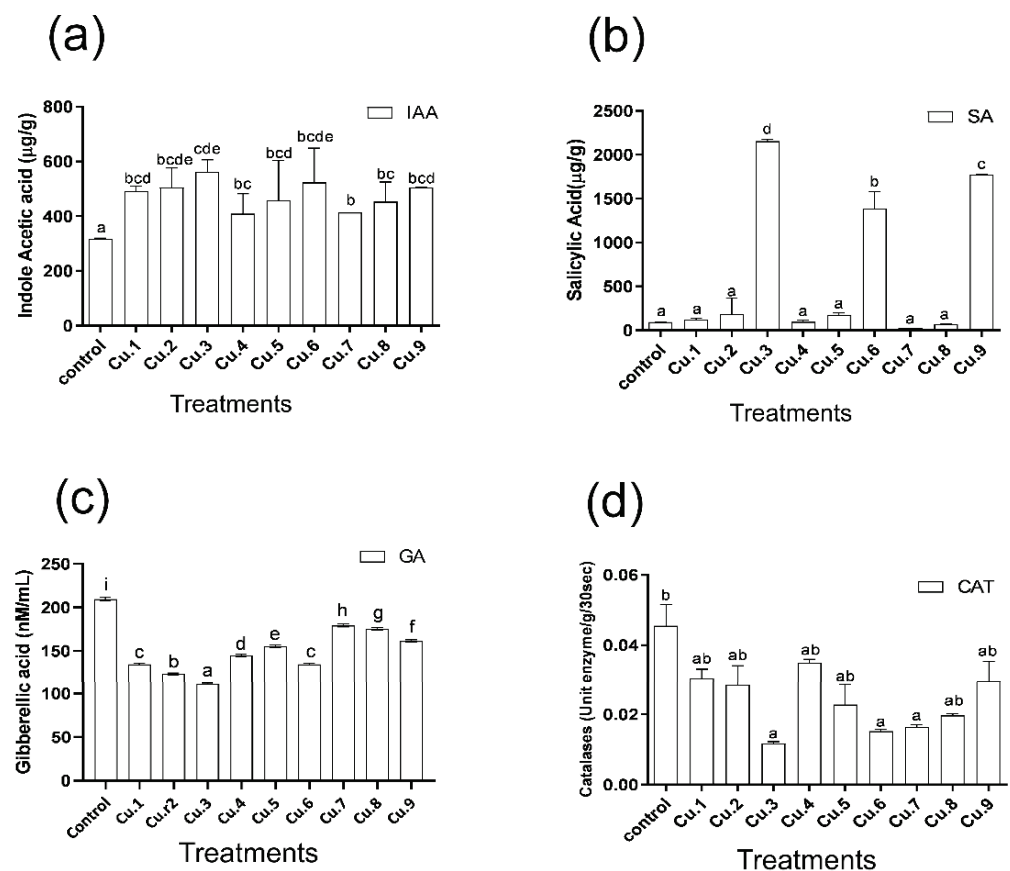 (a)
IAA
Indole Acetic acid (µg/g)
800
600
400
200
0
a
bcd
bcde
cde
bc
bcd
bcde
b
bc
bcd
control
Cu.1
Cu.2
Cu.3
Cu.4
Cu.5
Cu.6
Cu.7
Cu.8
Cu.9
Treatments
(b)
SA
Salicylic Acid(µg/g)
2500
2000
1500
1000
500
0
a
a
a
d
a
a
b
a
a
c
control
Cu.1
Cu.2
Cu.3
Cu.4
Cu.5
Cu.6
Cu.7
Cu.8
Cu.9
Treatments
(c)
GA
Gibberellic acid (nM/mL)
250
200
150
100
50
0
i
c
b
a
d
e
c
h
g
f
Control
Cu.1
Cu.r2
Cu.3
Cu.4
Cu.5
Cu.6
Cu.7
Cu.8
Cu.9
Treatments
(d)
CAT
Catalases (Unit enzyme/g/30sec)
0.06
0.04
0.02
0.00
b
ab
ab
a
ab
ab
a
a
ab
ab
control
Cu.1
Cu.2
Cu.3
Cu.4
Cu.5
Cu.6
Cu.7
Cu.8
Cu.9
Treatments